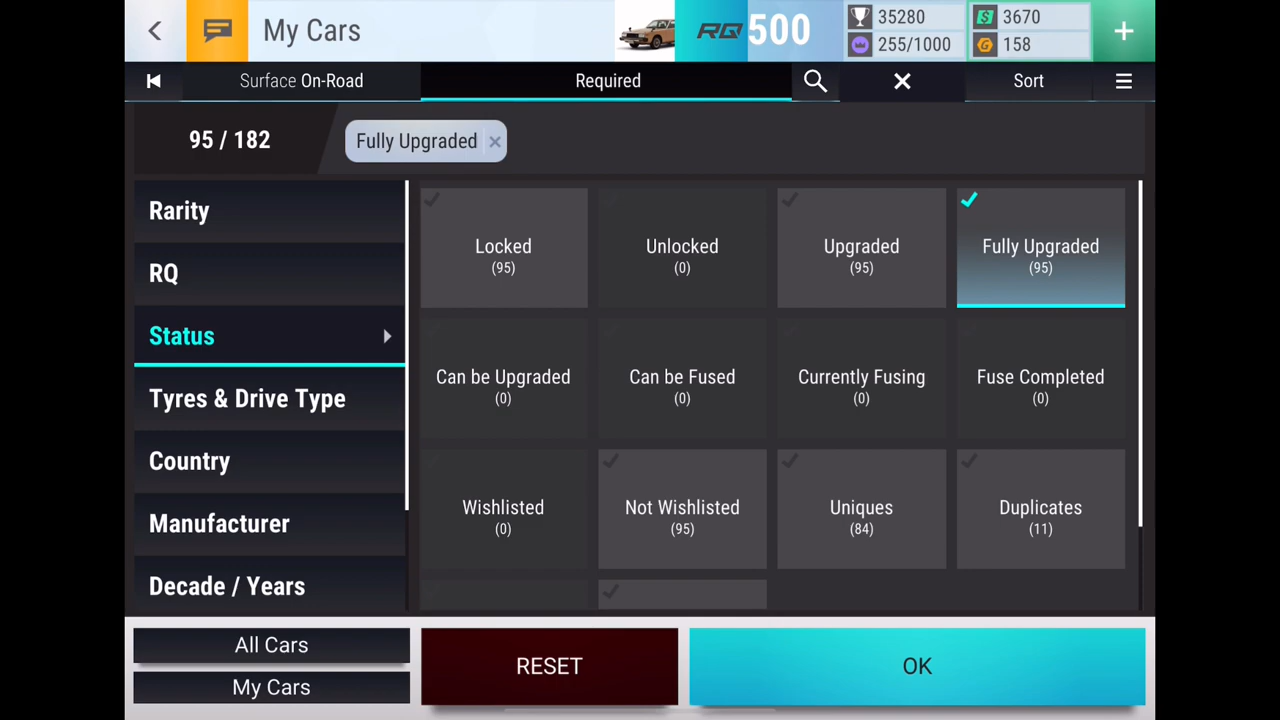 My Cars
RQ 500
35280
255/1000
3670
158
+
Surface On-Road
Required
Sort
95 / 182
Fully Upgraded ×
Rarity
RQ
Status
Tyres & Drive Type
Country
Manufacturer
Decade / Years
Locked
(95)
Unlocked
(0)
Upgraded
(95)
Fully Upgraded
(95)
Can be Upgraded
(0)
Can be Fused
(0)
Currently Fusing
(0)
Fuse Completed
(0)
Wishlisted
(0)
Not Wishlisted
(95)
Uniques
(84)
Duplicates
(11)
All Cars
My Cars
RESET
OK